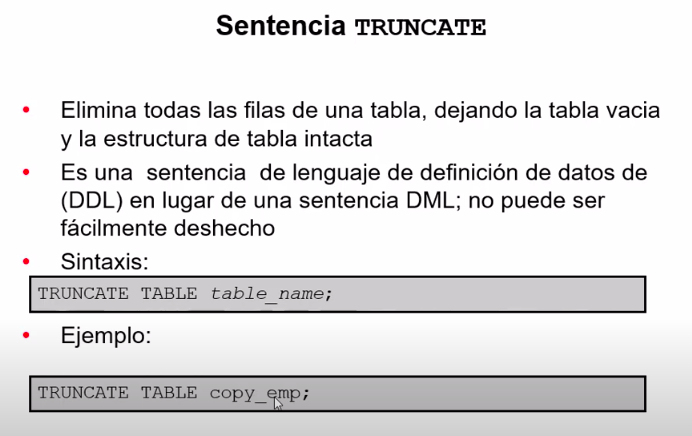 Sentencia TRUNCATE
• Elimina todas las filas de una tabla, dejando la tabla vacia
y la estructura de tabla intacta
• Es una sentencia de lenguaje de definición de datos de
(DDL) en lugar de una sentencia DML; no puede ser
fácilmente deshecho
• Sintaxis:
TRUNCATE TABLE table_name;
• Ejemplo:
TRUNCATE TABLE copy_emp;